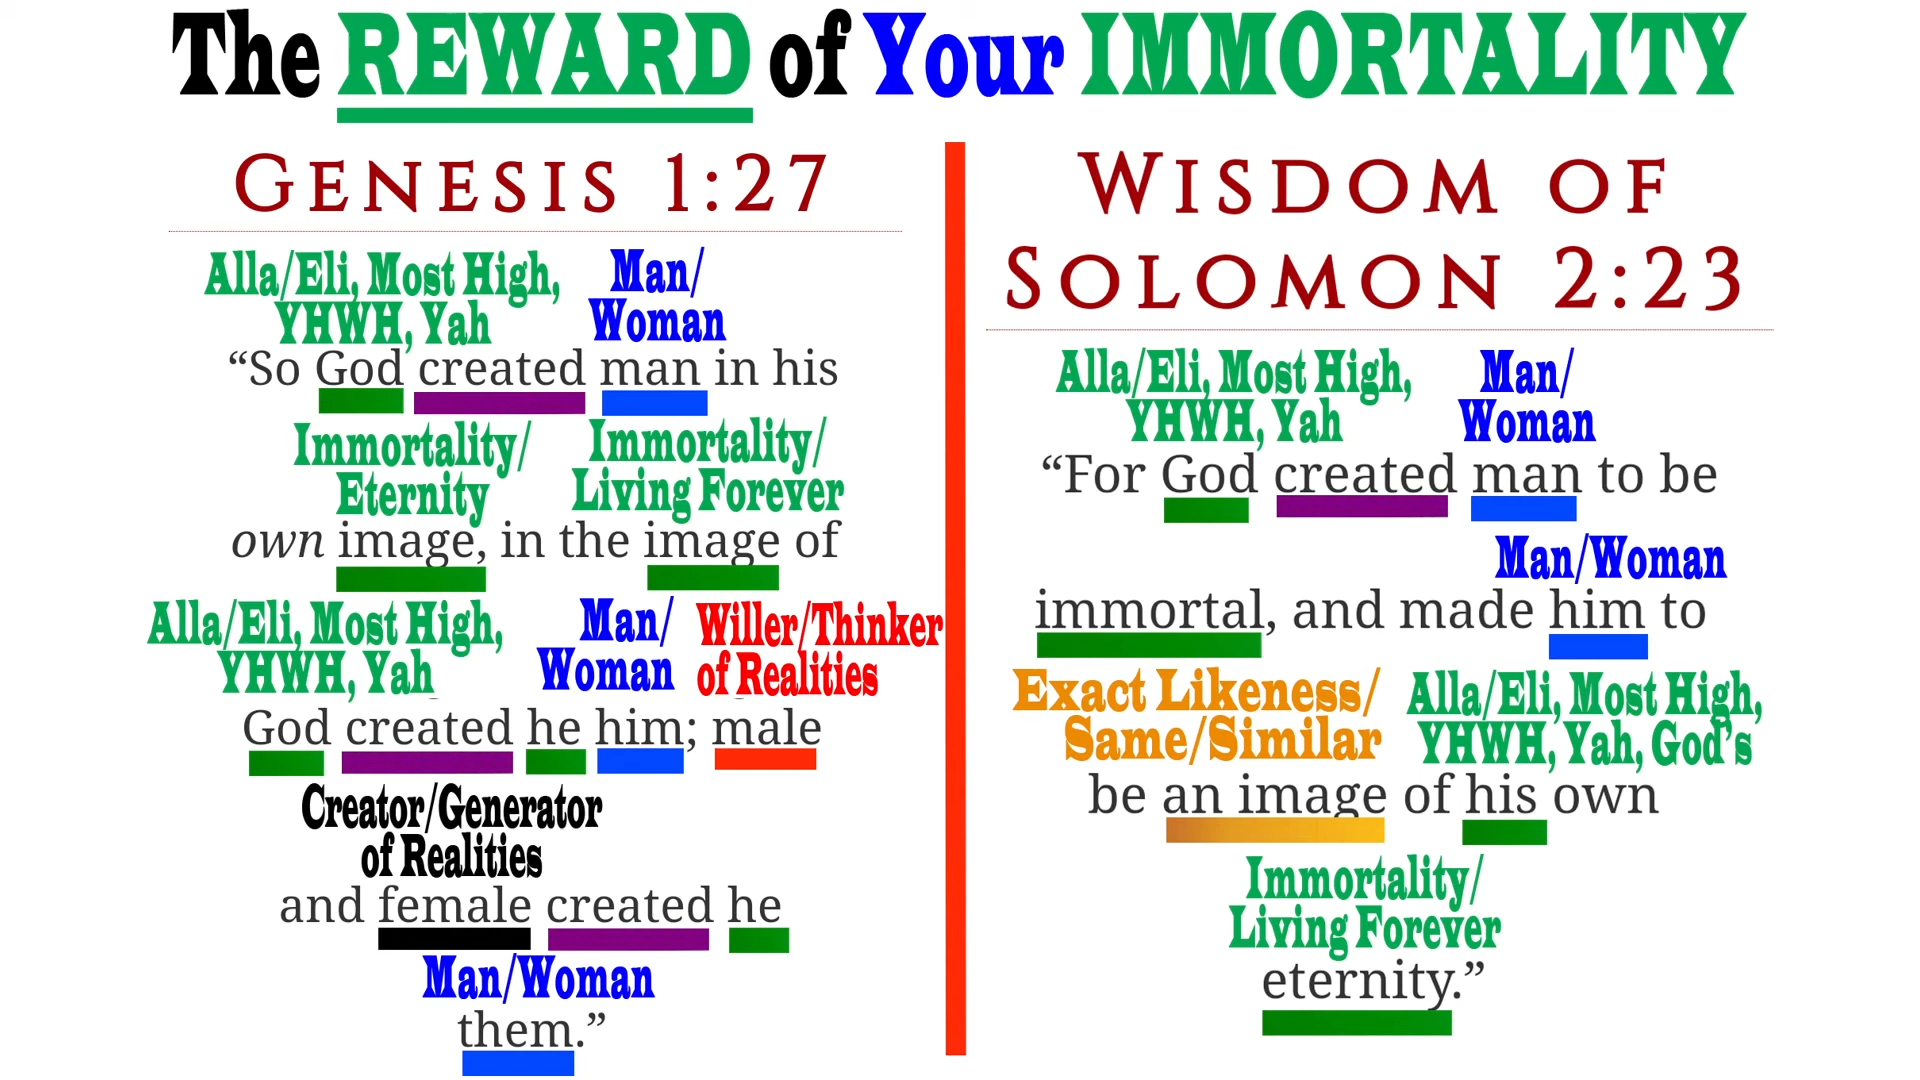 The REWARD of Your IMMORTALITY
GENESIS 1:27
Alla/Eli, Most High,
YHWH, Yah
Man/
Woman
“So God created man in his
Immortality/
Eternity
Immortality/
Living Forever
own image, in the image of
Alla/Eli, Most High,
YHWH, Yah
Man/
Woman
Willer/Thinker
of Realities
God created he him; male
Creator/Generator
of Realities
and female created he
Man/Woman
them.”
WISDOM OF
SOLOMON 2:23
Alla/Eli, Most High,
YHWH, Yah
Man/
Woman
“For God created man to be
Man/Woman
immortal, and made him to
Exact Likeness/
Same/Similar
Alla/Eli, Most High,
YHWH, Yah, God's
be an image of his own
Immortality/
Living Forever
eternity.”